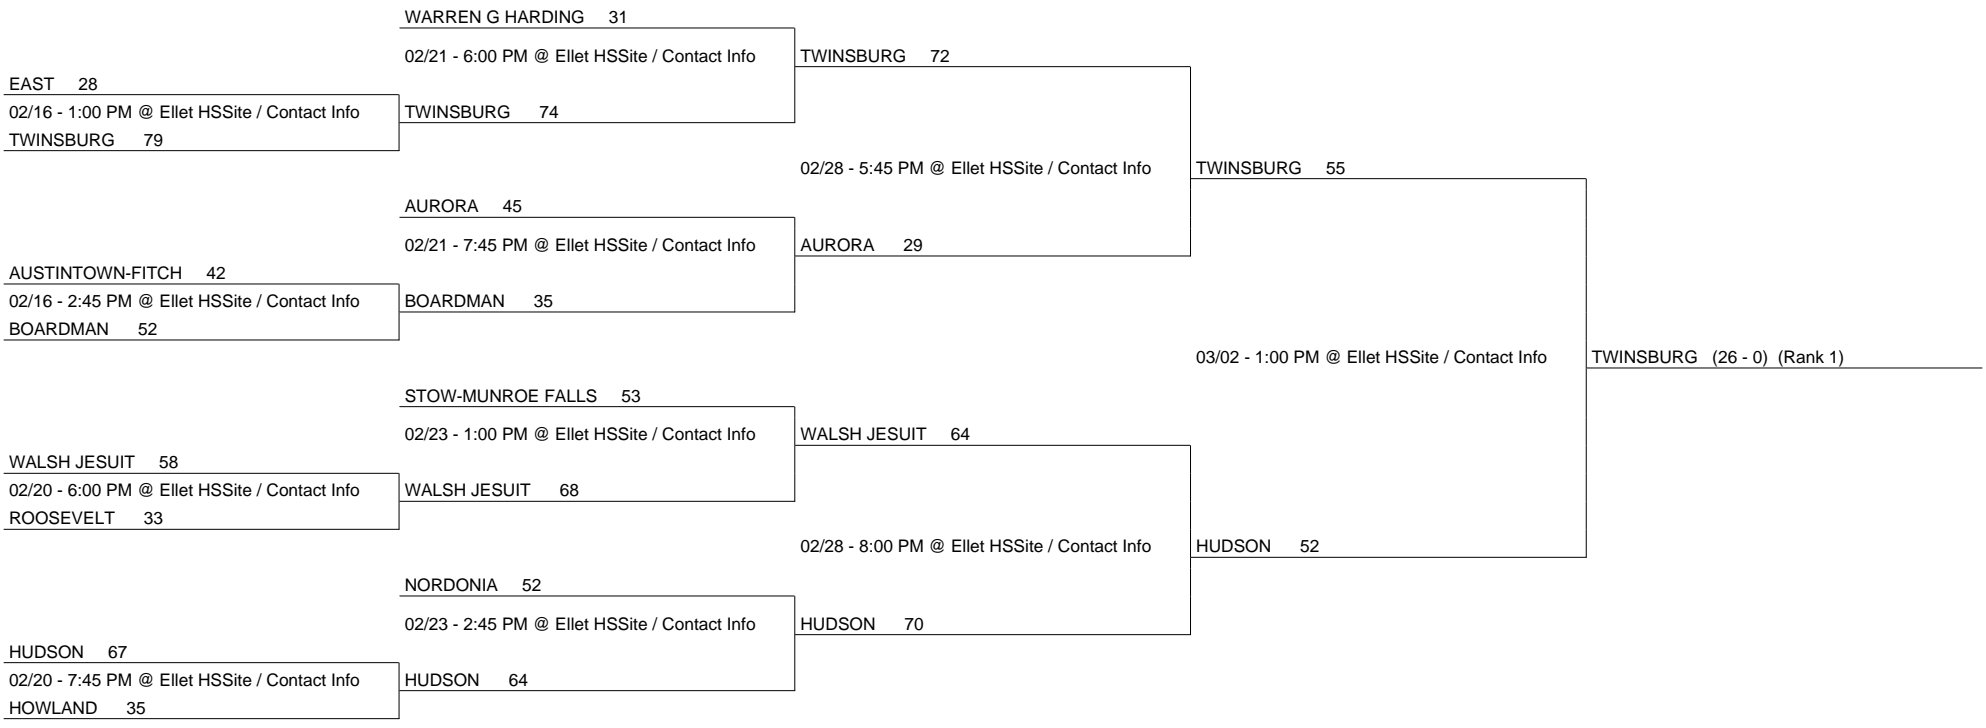 WARREN G HARDING 31
02/21 - 6:00 PM @ Ellet HSSite / Contact Info
TWINSBURG 72
EAST 28
02/16 - 1:00 PM @ Ellet HSSite / Contact Info
TWINSBURG 74
TWINSBURG 79
02/28 - 5:45 PM @ Ellet HSSite / Contact Info
TWINSBURG 55
AURORA 45
02/21 - 7:45 PM @ Ellet HSSite / Contact Info
AURORA 29
AUSTINTOWN-FITCH 42
02/16 - 2:45 PM @ Ellet HSSite / Contact Info
BOARDMAN 35
BOARDMAN 52
03/02 - 1:00 PM @ Ellet HSSite / Contact Info
TWINSBURG (26 - 0) (Rank 1)
STOW-MUNROE FALLS 53
02/23 - 1:00 PM @ Ellet HSSite / Contact Info
WALSH JESUIT 64
WALSH JESUIT 58
02/20 - 6:00 PM @ Ellet HSSite / Contact Info
WALSH JESUIT 68
ROOSEVELT 33
02/28 - 8:00 PM @ Ellet HSSite / Contact Info
HUDSON 52
NORDONIA 52
02/23 - 2:45 PM @ Ellet HSSite / Contact Info
HUDSON 70
HUDSON 67
02/20 - 7:45 PM @ Ellet HSSite / Contact Info
HUDSON 64
HOWLAND 35